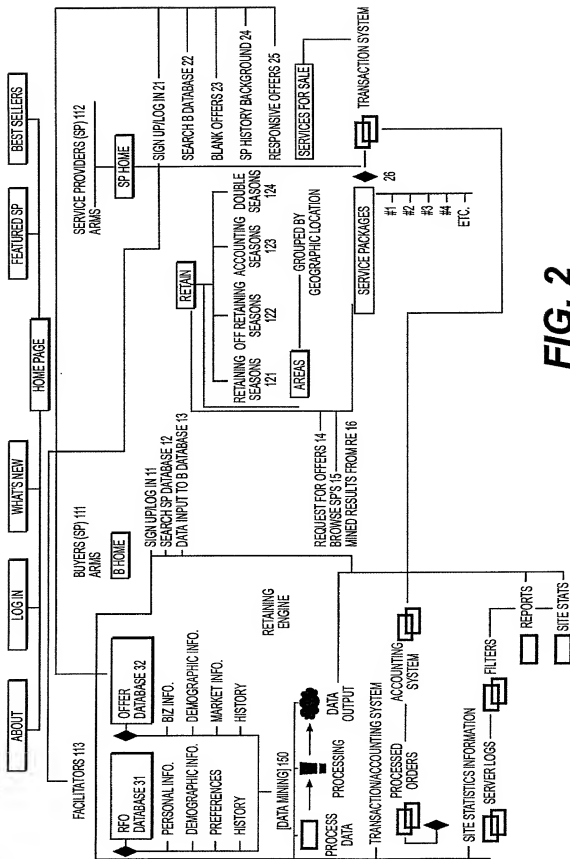 ABOUT
LOG IN
WHAT'S NEW
HOME PAGE
FEATURED SP
BEST SELLERS
FACILITATORS 113
BUYERS (SP) 111
ARMS
B HOME
SERVICE PROVIDERS (SP) 112
ARMS
SP HOME
RFO
DATABASE 31
PERSONAL INFO.
DEMOGRAPHIC INFO.
PREFERENCES
HISTORY
OFFER
DATABASE 32
BIZ INFO.
DEMOGRAPHIC INFO.
MARKET INFO.
HISTORY
SIGN UP/LOG IN 11
SEARCH SP DATABASE 12
DATA INPUT TO B DATABASE 13
RETAINING
ENGINE
REQUEST FOR OFFERS 14
BROWSE SP'S 15
MINED RESULTS FROM RE 16
RETAIN
RETAINING
SEASONS
121
OFF RETAINING
SEASONS
122
ACCOUNTING
SEASONS
123
DOUBLE
SEASONS
124
AREAS
GROUPED BY
GEOGRAPHIC LOCATION
SIGN UP/LOG IN 21
SEARCH B DATABASE 22
BLANK OFFERS 23
SP HISTORY BACKGROUND 24
RESPONSIVE OFFERS 25
SERVICES FOR SALE
TRANSACTION SYSTEM
26
SERVICE PACKAGES
#1
#2
#3
#4
ETC.
[DATA MINING] 150
PROCESS
DATA
PROCESSING
DATA
OUTPUT
TRANSACTION/ACCOUNTING SYSTEM
PROCESSED
ORDERS
ACCOUNTING
SYSTEM
SITE STATISTICS INFORMATION
SERVER LOGS
FILTERS
REPORTS
SITE STATS
FIG. 2